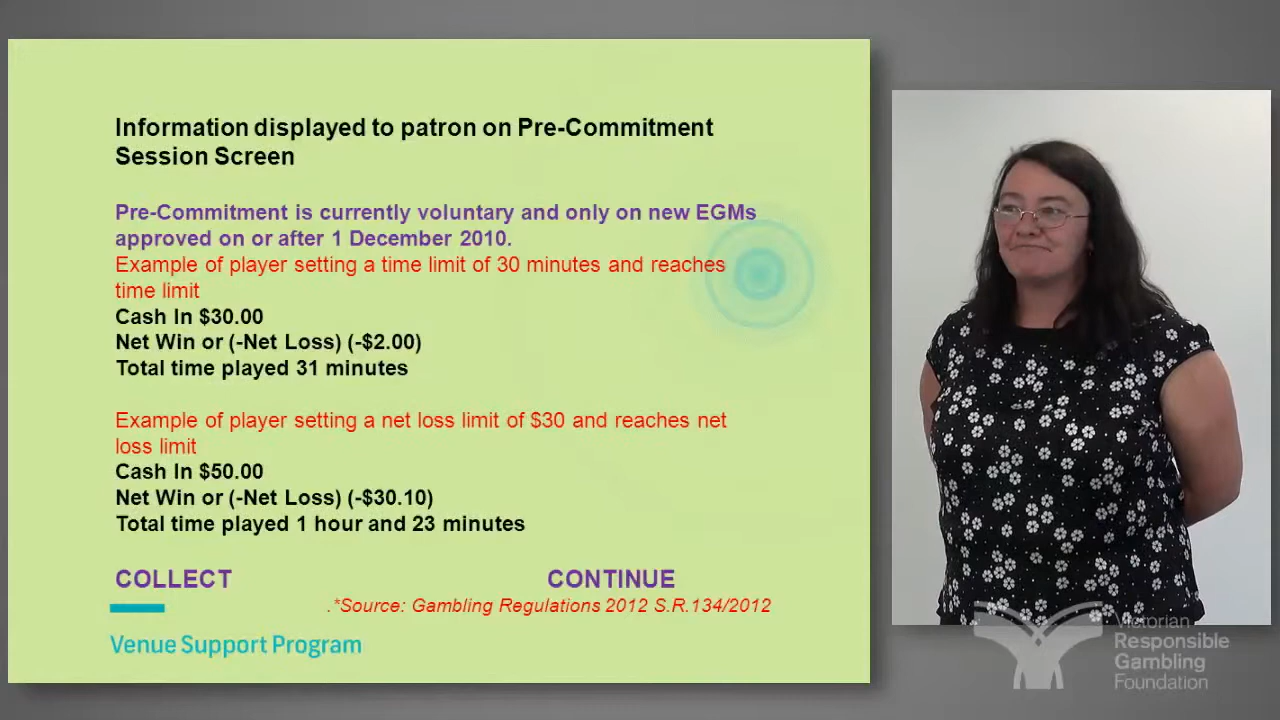 Information displayed to patron on Pre-Commitment
Session Screen
Pre-Commitment is currently voluntary and only on new EGMs
approved on or after 1 December 2010.
Example of player setting a time limit of 30 minutes and reaches
time limit
Cash In $30.00
Net Win or (-Net Loss) (-$2.00)
Total time played 31 minutes
Example of player setting a net loss limit of $30 and reaches net
loss limit
Cash In $50.00
Net Win or (-Net Loss) (-$30.10)
Total time played 1 hour and 23 minutes
COLLECT CONTINUE
.*Source: Gambling Regulations 2012 S.R.134/2012
Venue Support Program
Victorian
Responsible
Gambling
Foundation